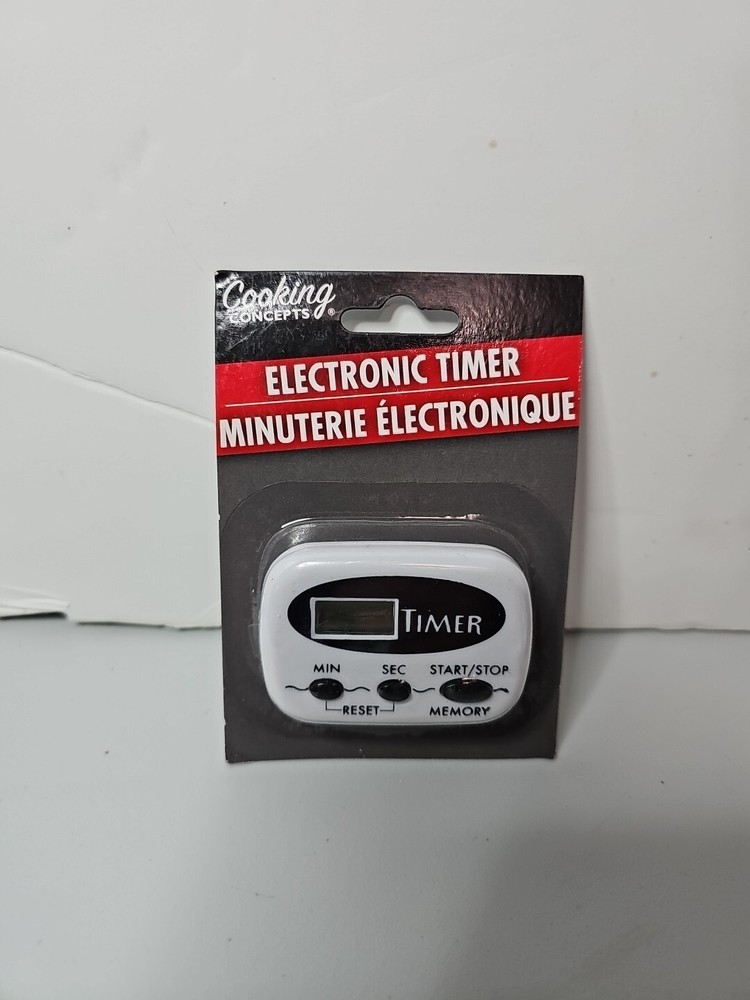 Cooking
CONCEPTS ®
ELECTRONIC TIMER
MINUTERIE ÉLECTRONIQUE
TIMER
MIN SEC START/STOP
RESET MEMORY